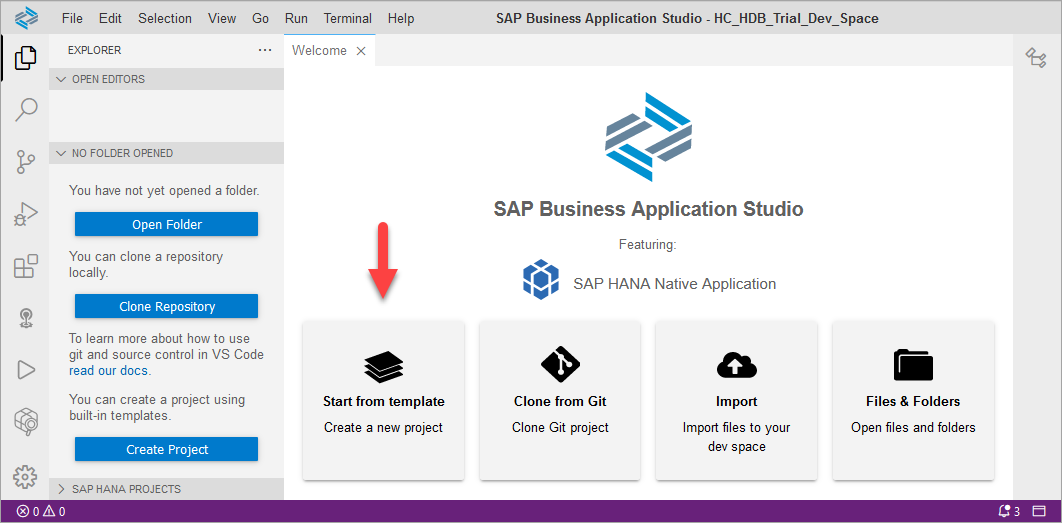 File Edit Selection View Go Run Terminal Help
SAP Business Application Studio - HC_HDB_Trial_Dev_Space
EXPLORER
OPEN EDITORS
NO FOLDER OPENED
You have not yet opened a folder.
Open Folder
You can clone a repository
locally.
Clone Repository
To learn more about how to use
git and source control in VS Code
read our docs.
You can create a project using
built-in templates.
Create Project
SAP HANA PROJECTS
Welcome
SAP Business Application Studio
Featuring:
SAP HANA Native Application
Start from template
Create a new project
Clone from Git
Clone Git project
Import
Import files to your
dev space
Files & Folders
Open files and folders
0 0
3